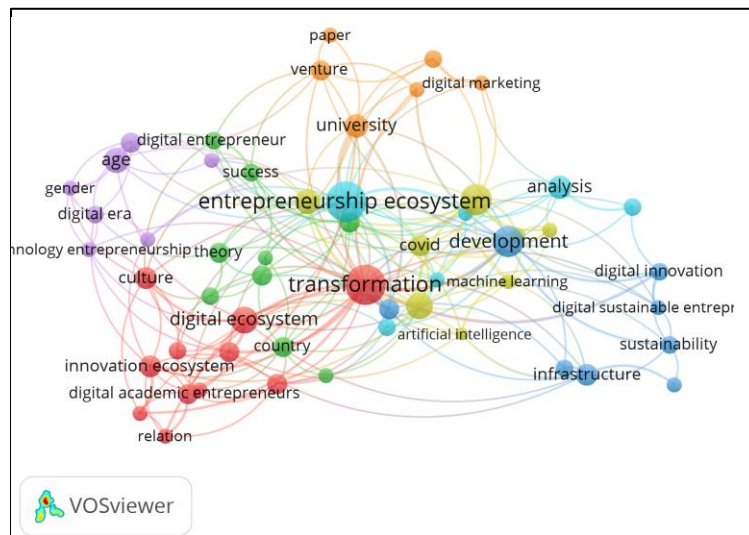 paper
venture
digital marketing
university
digital entrepreneur
age
success
gender
entrepreneurship ecosystem
analysis
digital era
hnology entrepreneurship
theory
covid
development
culture
transformation
machine learning
digital innovation
digital ecosystem
digital sustainable entrepr
artificial intelligence
country
sustainability
innovation ecosystem
infrastructure
digital academic entrepreneurs
relation
VOSviewer